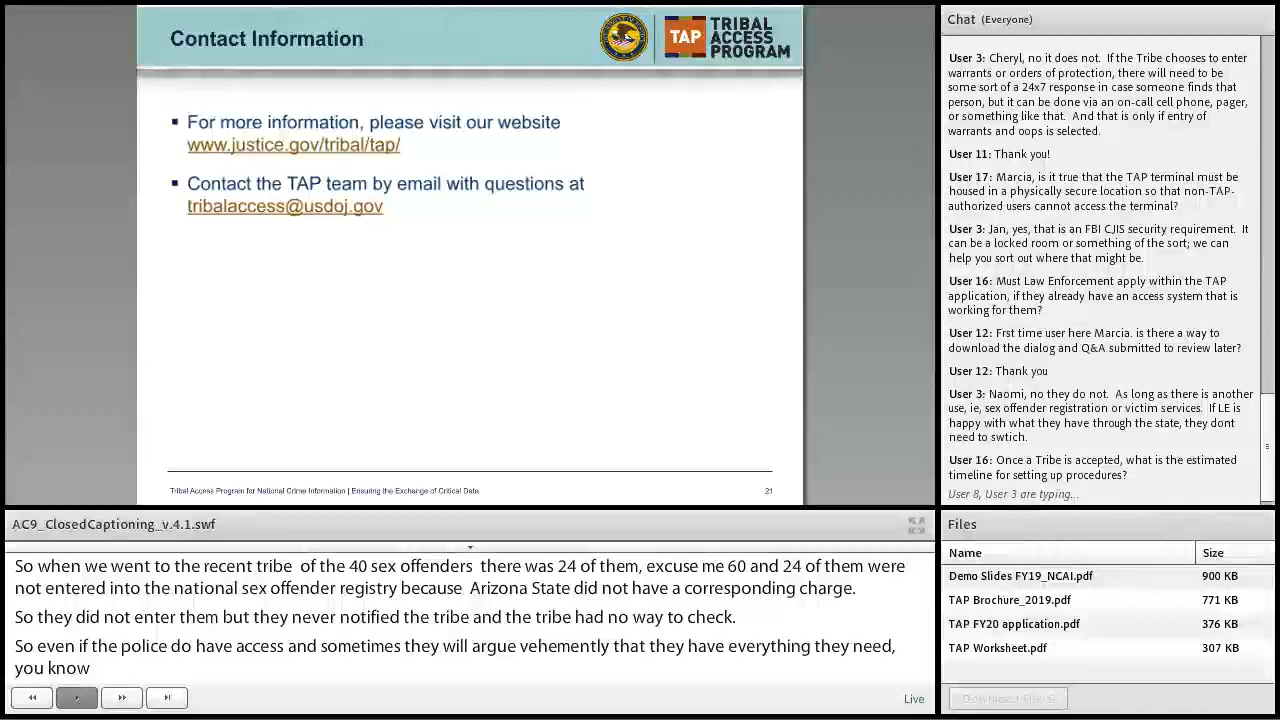 Contact Information
TAP
TRIBAL
ACCESS
PROGRAM
▪ For more information, please visit our website
www.justice.gov/tribal/tap/
▪ Contact the TAP team by email with questions at
tribalaccess@usdoj.gov
Tribal Access Program for National Crime Information | Ensuring the Exchange of Critical Data
21
Chat (Everyone)
User 3: Cheryl, no it does not. If the Tribe chooses to enter
warrants or orders of protection, there will need to be
some sort of a 24x7 response in case someone finds that
person, but it can be done via an on-call cell phone, pager,
or something like that. And that is only if entry of
warrants and oops is selected.
User 11: Thank you!
User 17: Marcia, is it true that the TAP terminal must be
housed in a physically secure location so that non-TAP-
authorized users cannot access the terminal?
User 3: Jan, yes, that is an FBI CJIS security requirement. It
can be a locked room or something of the sort; we can
help you sort out where that might be.
User 16: Must Law Enforcement apply within the TAP
application, if they already have an access system that is
working for them?
User 12: Frst time user here Marcia. is there a way to
download the dialog and Q&A submitted to review later?
User 12: Thank you
User 3: Naomi, no they do not. As long as there is another
use, ie, sex offender registration or victim services. If LE is
happy with what they have through the state, they dont
need to swtich.
User 16: Once a Tribe is accepted, what is the estimated
timeline for setting up procedures?
User 8, User 3 are typing...
AC9_ClosedCaptioning_v.4.1.swf
So when we went to the recent tribe of the 40 sex offenders there was 24 of them, excuse me 60 and 24 of them were
not entered into the national sex offender registry because Arizona State did not have a corresponding charge.
So they did not enter them but they never notified the tribe and the tribe had no way to check.
So even if the police do have access and sometimes they will argue vehemently that they have everything they need,
you know
Live
Files
Name Size
Demo Slides FY19_NCAI.pdf 900 KB
TAP Brochure_2019.pdf 771 KB
TAP FY20 application.pdf 376 KB
TAP Worksheet.pdf 307 KB
Download File(s)